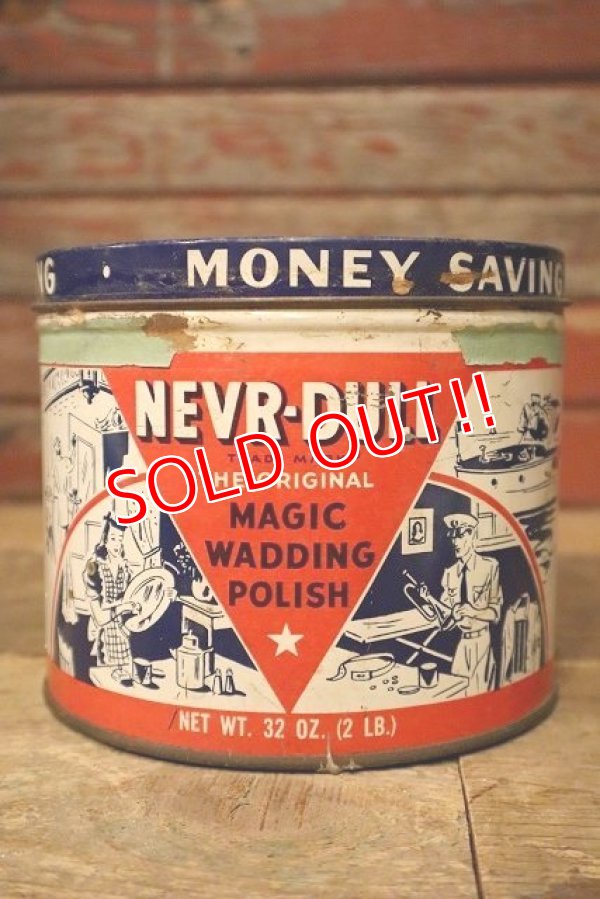 NG · MONEY SAVING
NEVR-DULL
TRADE MARK
THE ORIGINAL
MAGIC
WADDING
POLISH
NET WT. 32 OZ. (2 LB.)
SOLD OUT!!